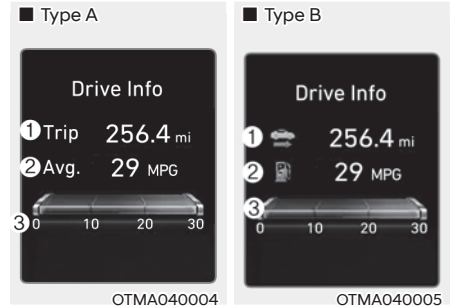 ■ Type A
Drive Info
① Trip 256.4 mi
② Avg. 29 MPG
③
0 10 20 30
OTMA040004
■ Type B
Drive Info
① 256.4 mi
② 29 MPG
③
0 10 20 30
OTMA040005